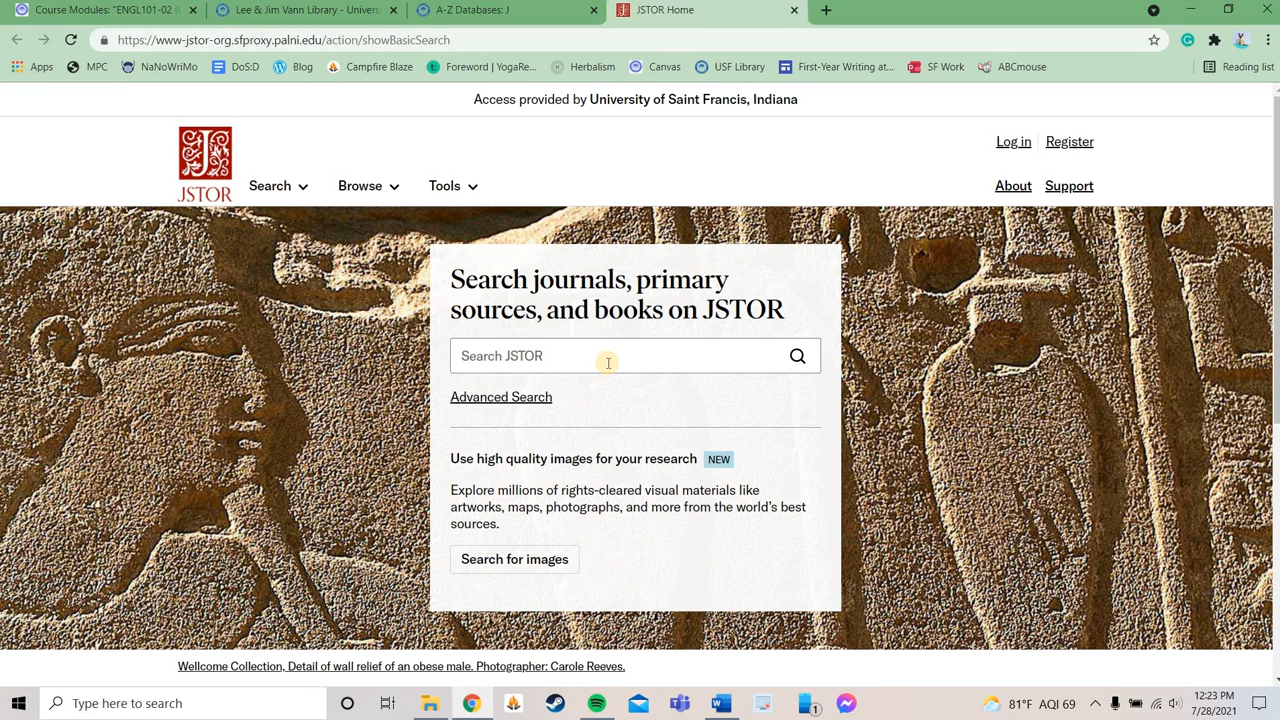 Course Modules: "ENGL101-02 (
Lee & Jim Vann Library - Univers
A-Z Databases: J
JSTOR Home
https://www-jstor-org.sfproxy.palni.edu/action/showBasicSearch
Apps
MPC
NaNoWriMo
DoS:D
Blog
Campfire Blaze
Foreword | YogaRe...
Herbalism
Canvas
USF Library
First-Year Writing at...
SF Work
ABCmouse
Reading list
Access provided by University of Saint Francis, Indiana
Log in
Register
JSTOR
Search
Browse
Tools
About
Support
Search journals, primary
sources, and books on JSTOR
Search JSTOR
Advanced Search
Use high quality images for your research NEW
Explore millions of rights-cleared visual materials like
artworks, maps, photographs, and more from the world's best
sources.
Search for images
Wellcome Collection, Detail of wall relief of an obese male. Photographer: Carole Reeves.
Type here to search
1
81°F AQI 69
12:23 PM
7/28/2021